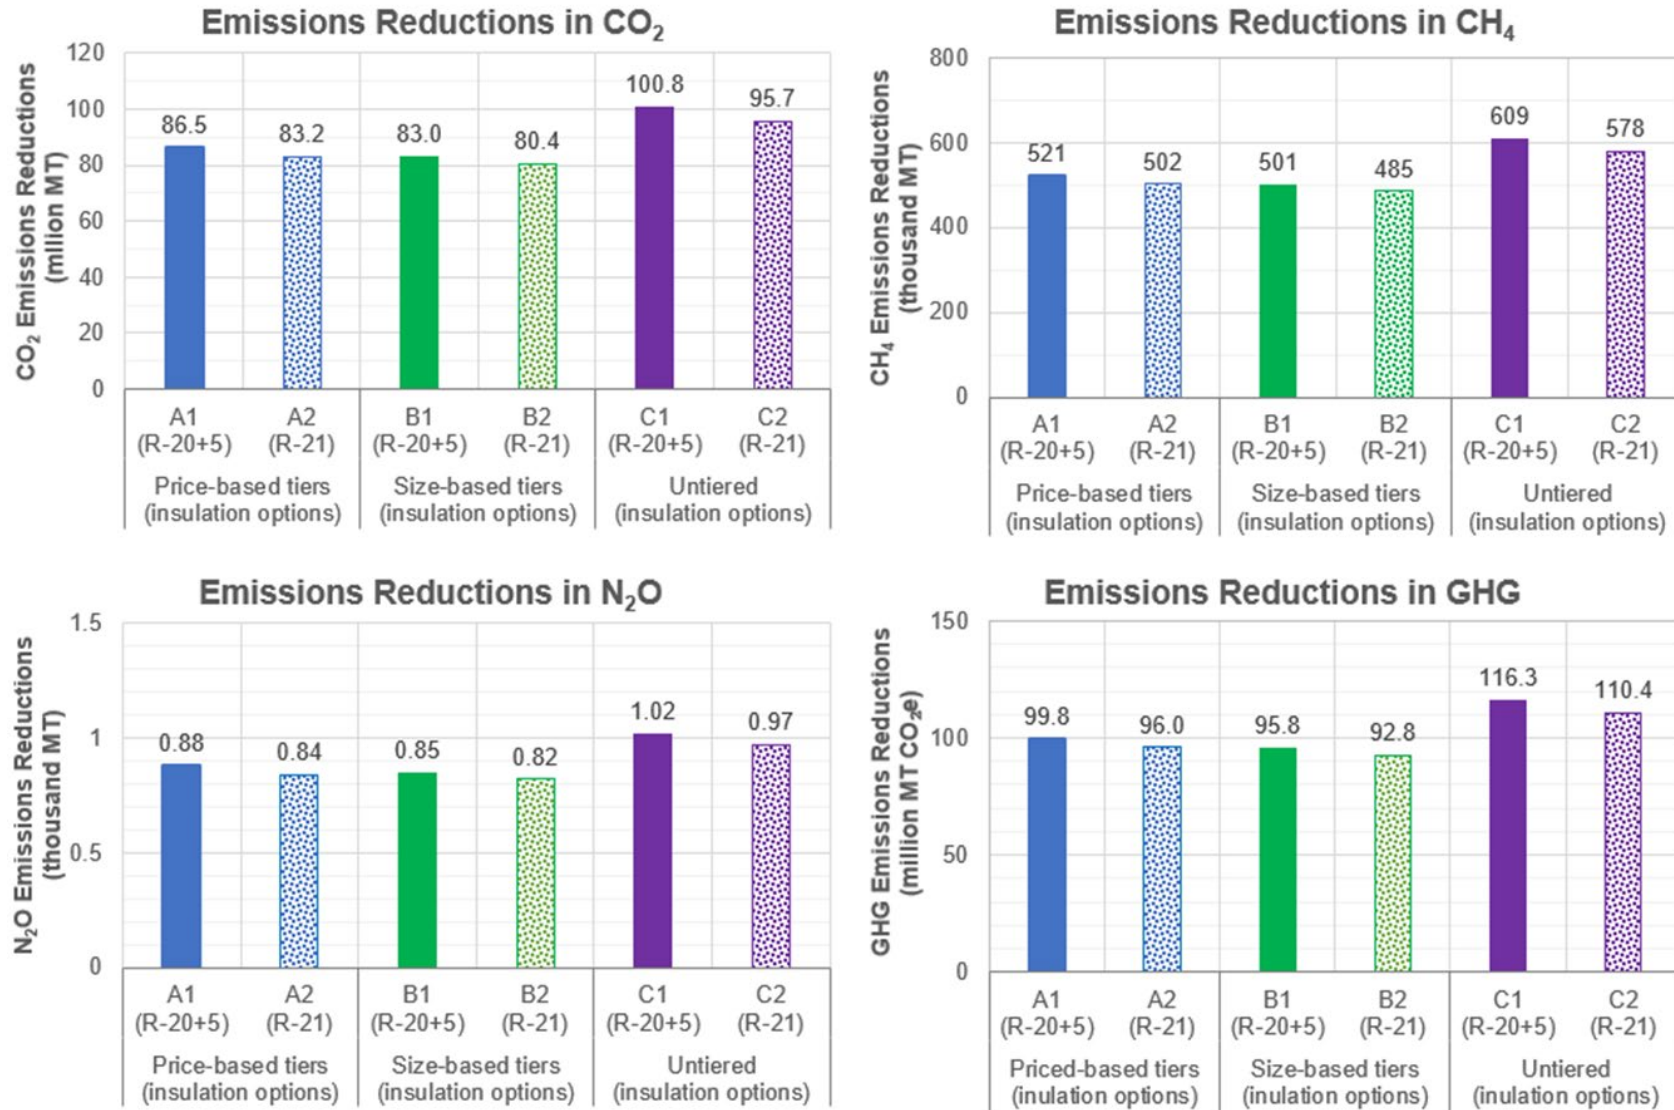 Emissions Reductions in CO₂
CO₂ Emissions Reductions
(mllion MT)
120
100
80
60
40
20
0
86.5
83.2
83.0
80.4
100.8
95.7
A1
(R-20+5)
A2
(R-21)
B1
(R-20+5)
B2
(R-21)
C1
(R-20+5)
C2
(R-21)
Price-based tiers
(insulation options)
Size-based tiers
(insulation options)
Untiered
(insulation options)
Emissions Reductions in CH₄
CH₄ Emissions Reductions
(thousand MT)
800
600
400
200
0
521
502
501
485
609
578
A1
(R-20+5)
A2
(R-21)
B1
(R-20+5)
B2
(R-21)
C1
(R-20+5)
C2
(R-21)
Price-based tiers
(insulation options)
Size-based tiers
(insulation options)
Untiered
(insulation options)
Emissions Reductions in N₂O
N₂O Emissions Reductions
(thousand MT)
1.5
1
0.5
0
0.88
0.84
0.85
0.82
1.02
0.97
A1
(R-20+5)
A2
(R-21)
B1
(R-20+5)
B2
(R-21)
C1
(R-20+5)
C2
(R-21)
Price-based tiers
(insulation options)
Size-based tiers
(insulation options)
Untiered
(insulation options)
Emissions Reductions in GHG
GHG Emissions Reductions
(million MT CO₂e)
150
100
50
0
99.8
96.0
95.8
92.8
116.3
110.4
A1
(R-20+5)
A2
(R-21)
B1
(R-20+5)
B2
(R-21)
C1
(R-20+5)
C2
(R-21)
Priced-based tiers
(inulation options)
Size-based tiers
(inulation options)
Untiered
(inulation options)